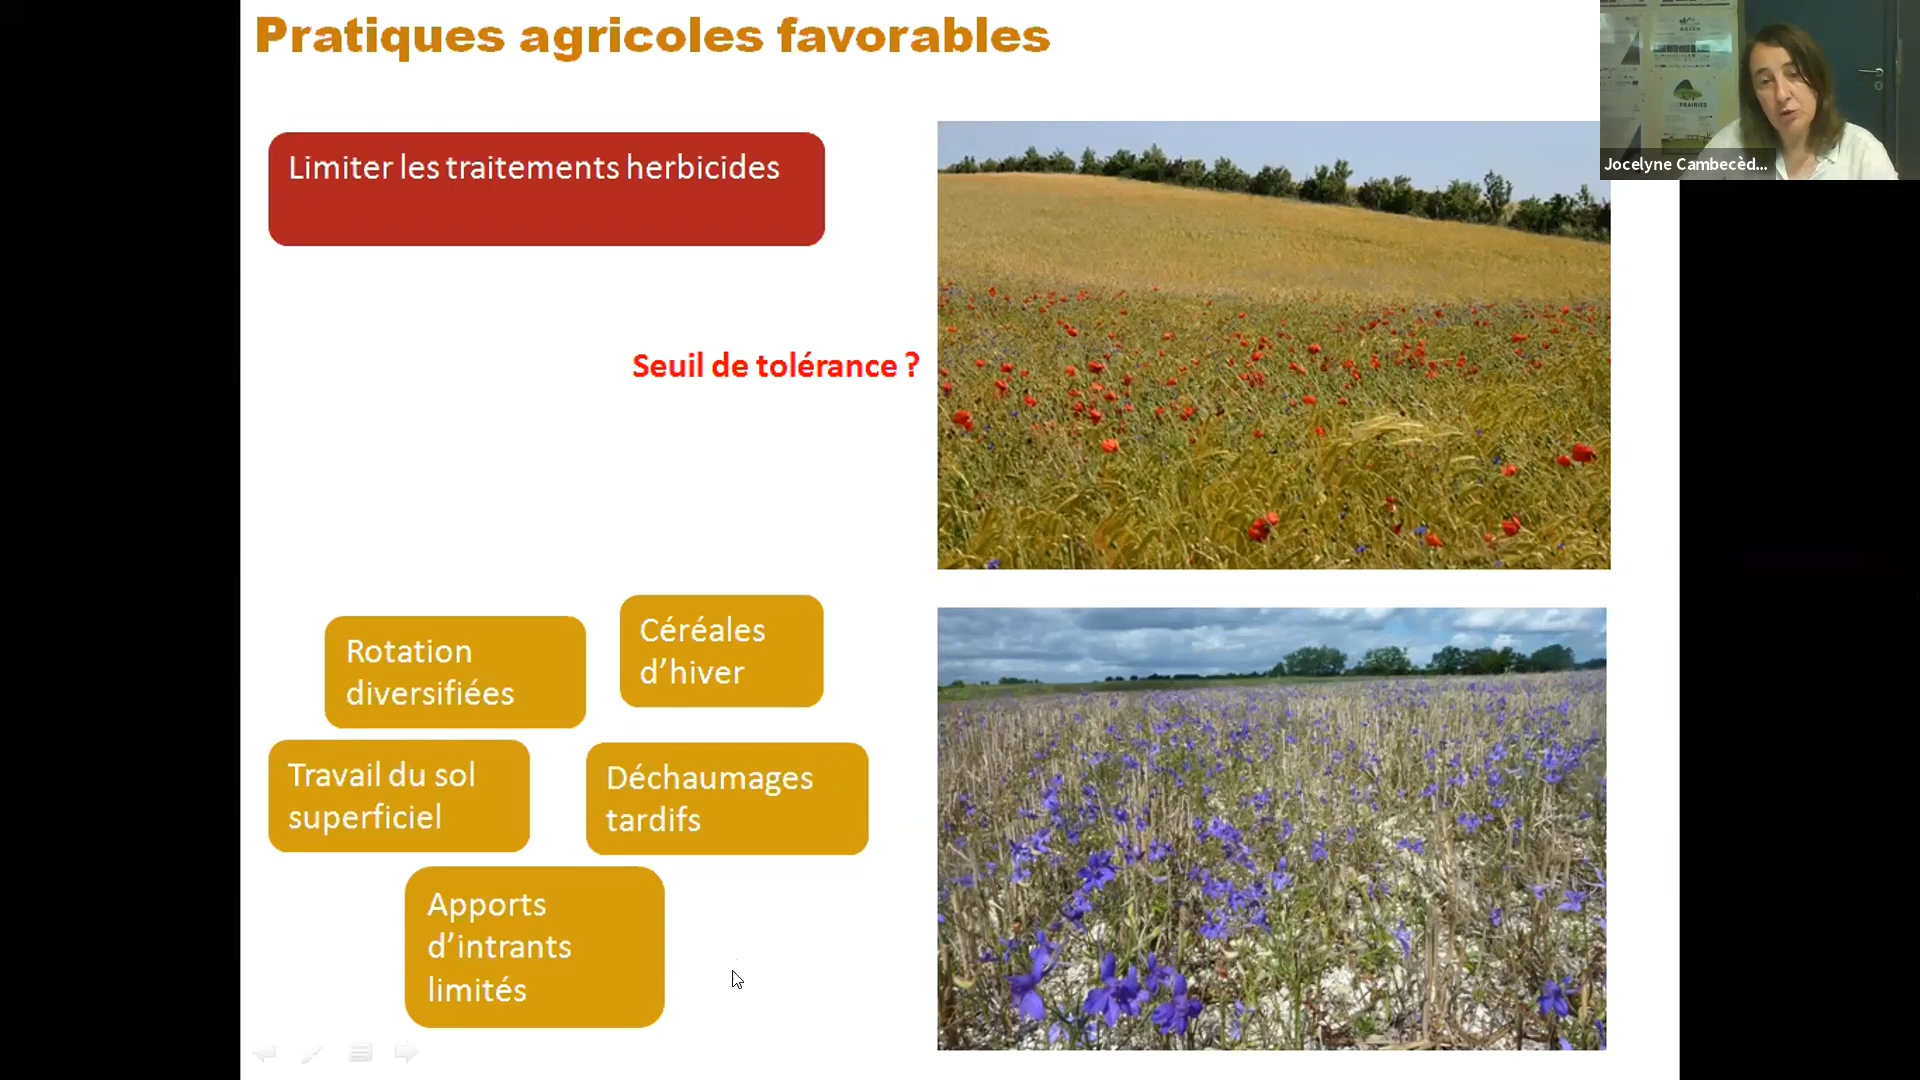 Pratiques agricoles favorables
Limiter les traitements herbicides
Seuil de tolérance ?
Rotation
diversifiées
Céréales
d’hiver
Travail du sol
superficiel
Déchaumages
tardifs
Apports
d’intrants
limités
PRAIRIES
Jocelyne Cambecèd...